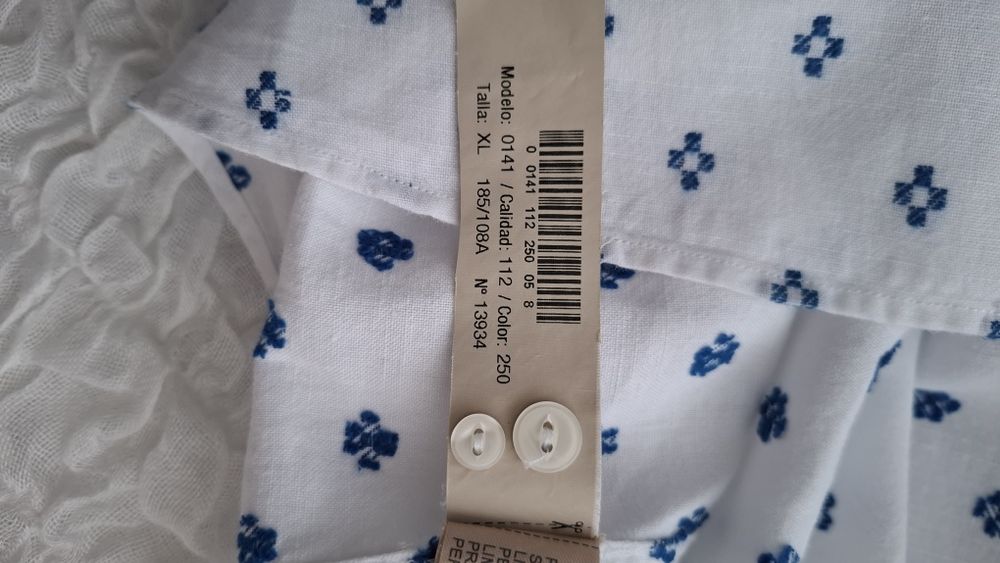 0 0141 112 250 05 8
Modelo: 0141 / Calidad: 112 / Color: 250
Talla: XL 185/108A Nº 13934